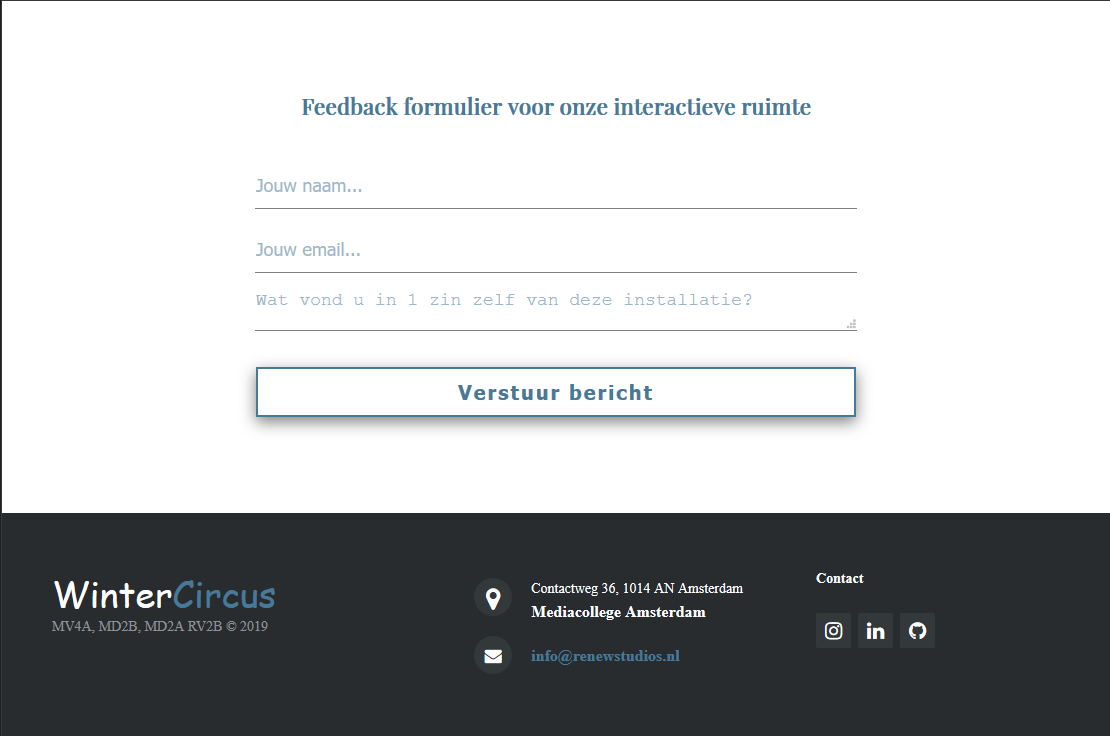 Feedback formulier voor onze interactieve ruimte
Jouw naam...
Jouw email...
Wat vond u in 1 zin zelf van deze installatie?
Verstuur bericht
WinterCircus
MV4A, MD2B, MD2A RV2B © 2019
Contactweg 36, 1014 AN Amsterdam
Mediacollege Amsterdam
info@renewstudios.nl
Contact